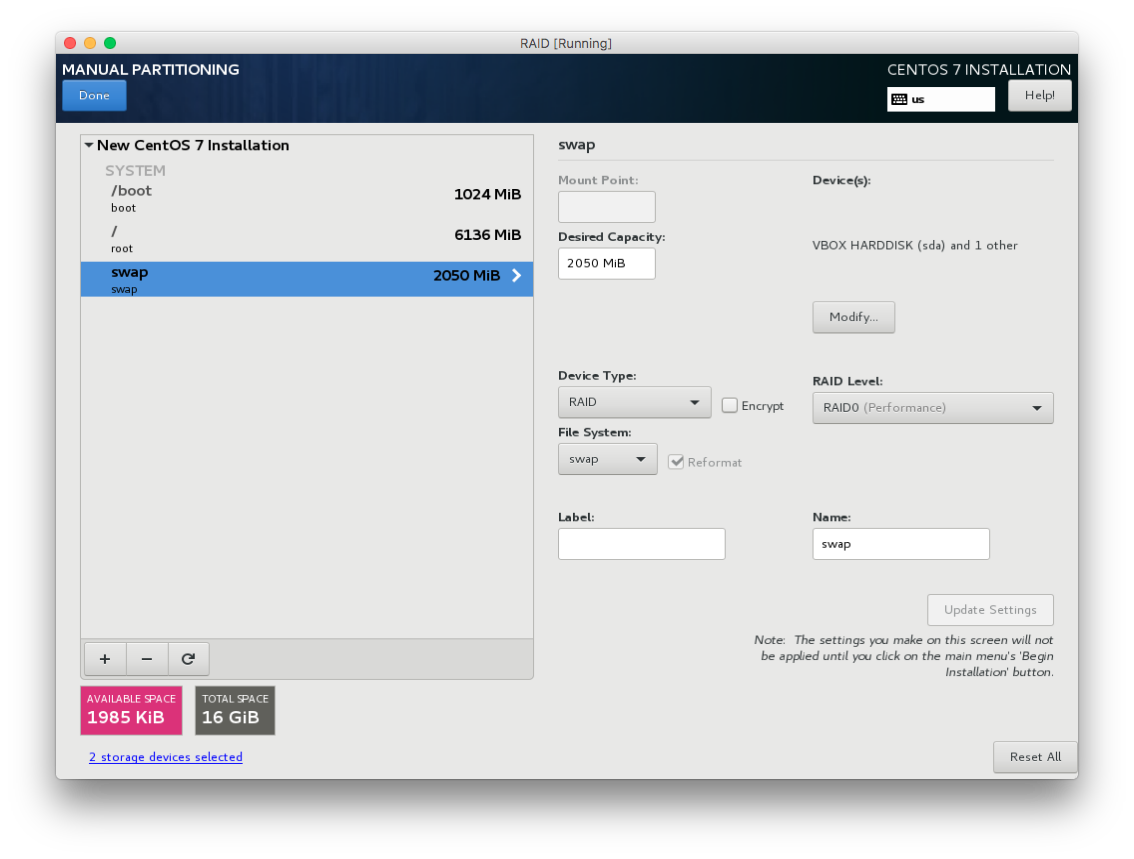 RAID [Running]
MANUAL PARTITIONING
CENTOS 7 INSTALLATION
Done
us
Help!
New CentOS 7 Installation
SYSTEM
/boot
boot
1024 MiB
/
root
6136 MiB
swap
swap
2050 MiB
swap
Mount Point:
Device(s):
Desired Capacity:
2050 MiB
VBOX HARDDISK (sda) and 1 other
Modify...
Device Type:
RAID
Encrypt
RAID Level:
RAID0 (Performance)
File System:
swap
Reformat
Label:
Name:
swap
Update Settings
Note: The settings you make on this screen will not
be applied until you click on the main menu's 'Begin
Installation' button.
AVAILABLE SPACE
1985 KiB
TOTAL SPACE
16 GiB
2 storage devices selected
Reset All